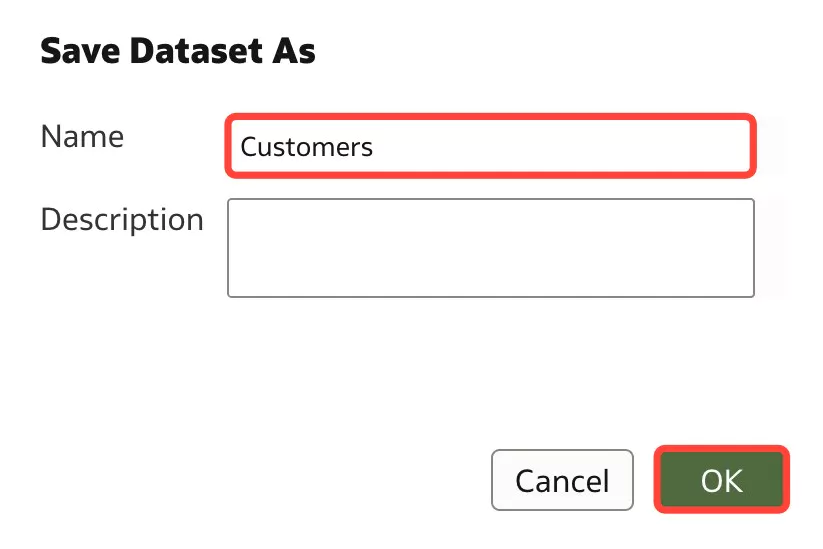 Save Dataset As
Name
Customers
Description
Cancel
OK